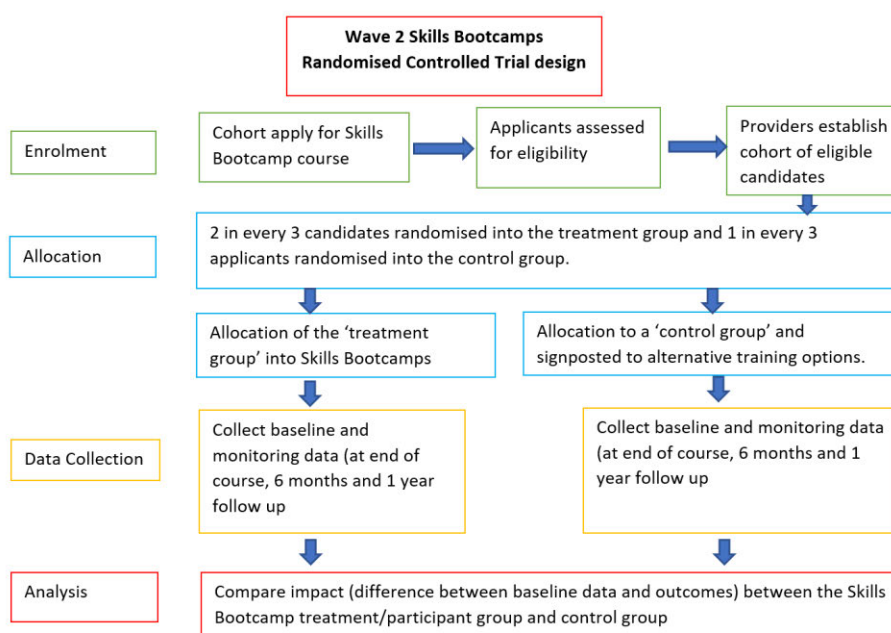 Wave 2 Skills Bootcamps
Randomised Controlled Trial design
Enrolment
Cohort apply for Skills
Bootcamp course
Applicants assessed
for eligibility
Providers establish
cohort of eligible
candidates
Allocation
2 in every 3 candidates randomised into the treatment group and 1 in every 3
applicants randomised into the control group.
Allocation of the ‘treatment
group’ into Skills Bootcamps
Allocation to a ‘control group’ and
signposted to alternative training options.
Data Collection
Collect baseline and
monitoring data (at end of
course, 6 months and 1 year
follow up
Collect baseline and monitoring data
(at end of course, 6 months and 1
year follow up
Analysis
Compare impact (difference between baseline data and outcomes) between the Skills
Bootcamp treatment/participant group and control group